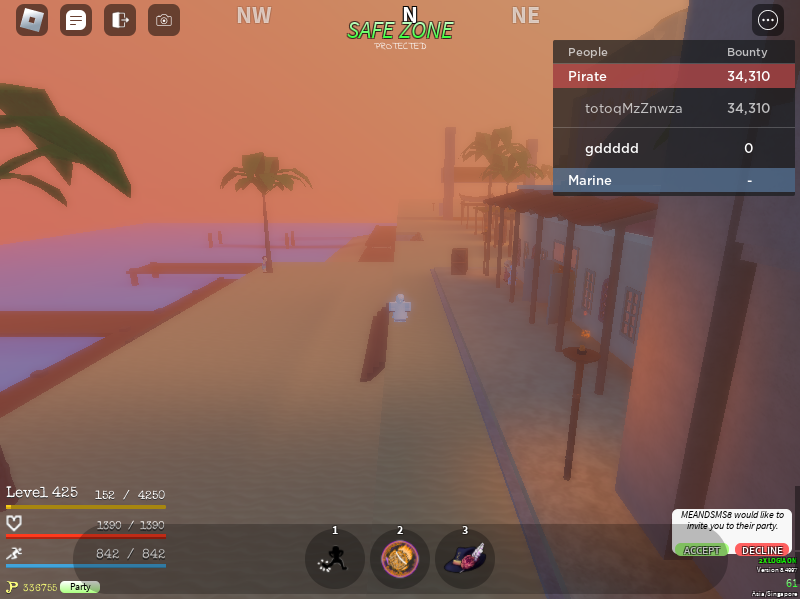 NW
N
NE
SAFE ZONE
PROTECTED
People Bounty
Pirate 34,310
totoqMzZnwza 34,310
gddddd 0
Marine -
Level 425 152 / 4250
1390 / 1390
842 / 842
336755 Party
1
2
3
MEANDSMS8 would like to
invite you to their party.
ACCEPT DECLINE
61
Asia/Singapore